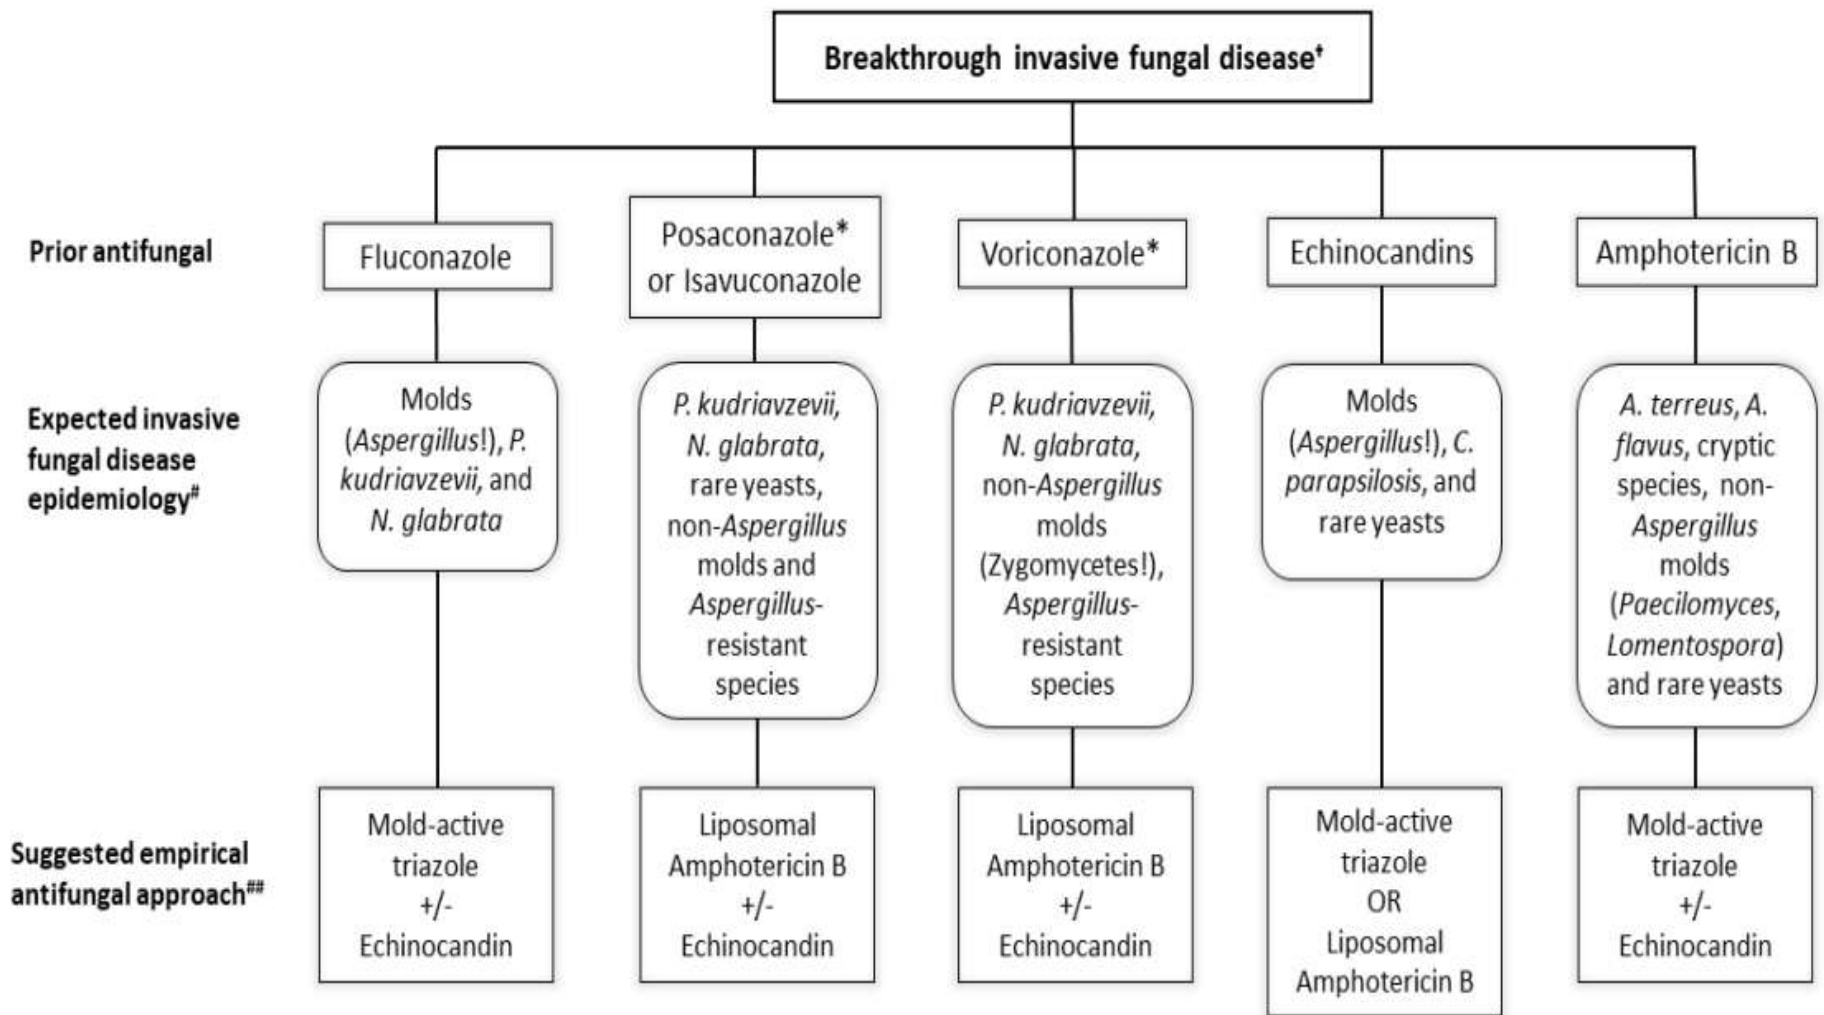 Breakthrough invasive fungal disease†
Prior antifungal
Fluconazole
Posaconazole*
or Isavuconazole
Voriconazole*
Echinocandins
Amphotericin B
Expected invasive
fungal disease
epidemiology#
Molds
(Aspergillus!), P.
kudriavzevii, and
N. glabrata
P. kudriavzevii,
N. glabrata,
rare yeasts,
non-Aspergillus
molds and
Aspergillus-
resistant
species
P. kudriavzevii,
N. glabrata,
non-Aspergillus
molds
(Zygomycetes!),
Aspergillus-
resistant
species
Molds
(Aspergillus!), C.
parapsilosis, and
rare yeasts
A. terreus, A.
flavus, cryptic
species, non-
Aspergillus
molds
(Paecilomyces,
Lomentospora)
and rare yeasts
Suggested empirical
antifungal approach##
Mold-active
triazole
+/-
Echinocandin
Liposomal
Amphotericin B
+/-
Echinocandin
Liposomal
Amphotericin B
+/-
Echinocandin
Mold-active
triazole
OR
Liposomal
Amphotericin B
Mold-active
triazole
+/-
Echinocandin